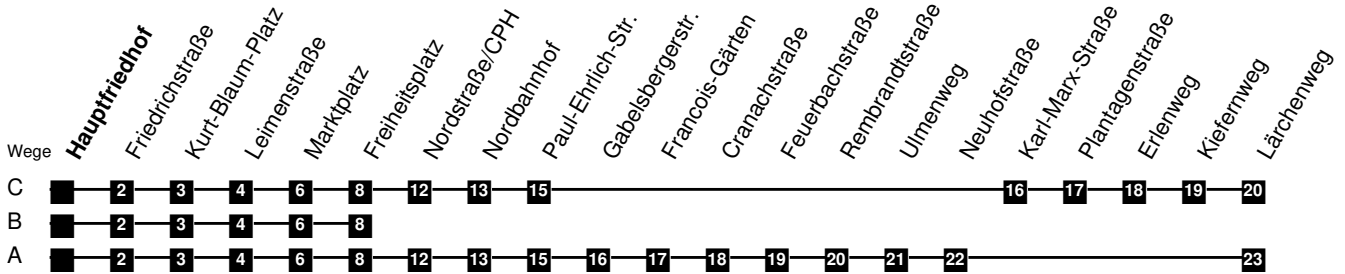 Hauptfriedhof
Friedrichstraße
Kurt-Blaum-Platz
Leimenstraße
Marktplatz
Freiheitsplatz
Nordstraße/CPH
Nordbahnhof
Paul-Ehrlich-Str.
Gabelsbergerstr.
Francois-Gärten
Cranachstraße
Feuerbachstraße
Rembrandtstraße
Ulmenweg
Neuhofstraße
Karl-Marx-Straße
Plantagenstraße
Erlenweg
Kiefernweg
Lärchenweg
Wege
C 2 3 4 6 8 12 13 15 16 17 18 19 20
B 2 3 4 6 8
A 2 3 4 6 8 12 13 15 16 17 18 19 20 21 22 23